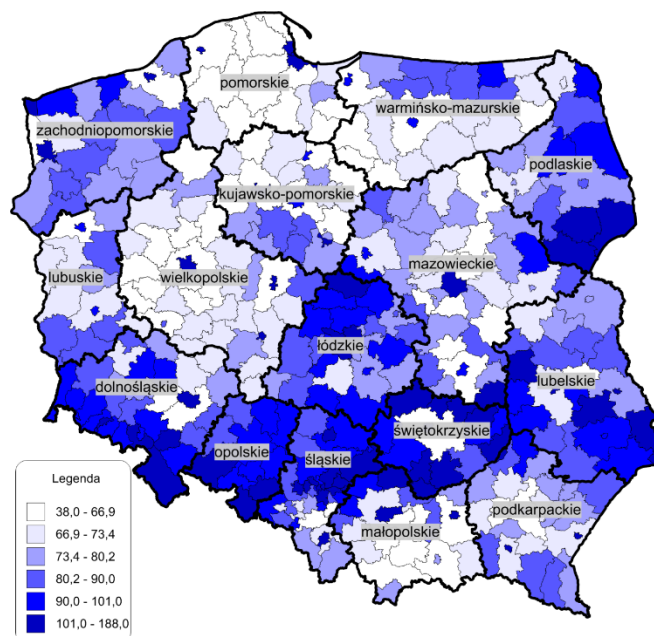 pomorskie
warmińsko-mazurskie
zachodniopomorskie
podlaskie
kujawsko-pomorskie
mazowieckie
lubuskie
wielkopolskie
łódzkie
dolnośląskie
lubelskie
świętokrzyskie
opolskie
śląskie
podkarpackie
małopolskie
Legenda
38,0 - 66,9
66,9 - 73,4
73,4 - 80,2
80,2 - 90,0
90,0 - 101,0
101,0 - 188,0